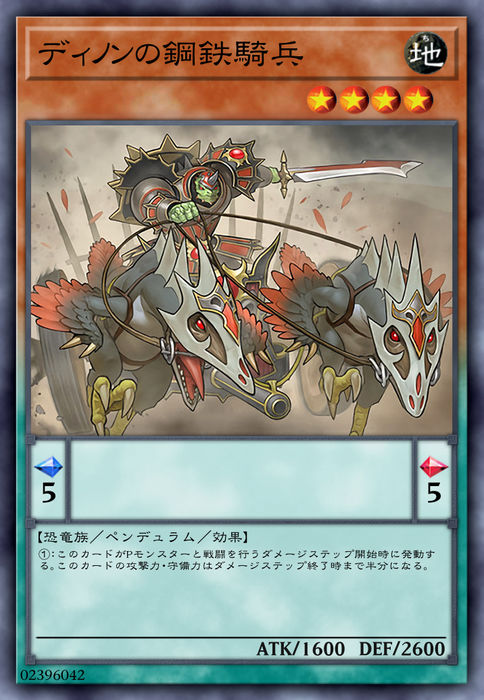 ディノンの鋼鉄騎兵
ち
地
5
5
【恐竜族／ペンデュラム／効果】
①：このカードがPモンスターと戦闘を行うダメージステップ開始時に発動す
る。このカードの攻撃力・守備力はダメージステップ終了時まで半分になる。
ATK/1600 DEF/2600
02396042